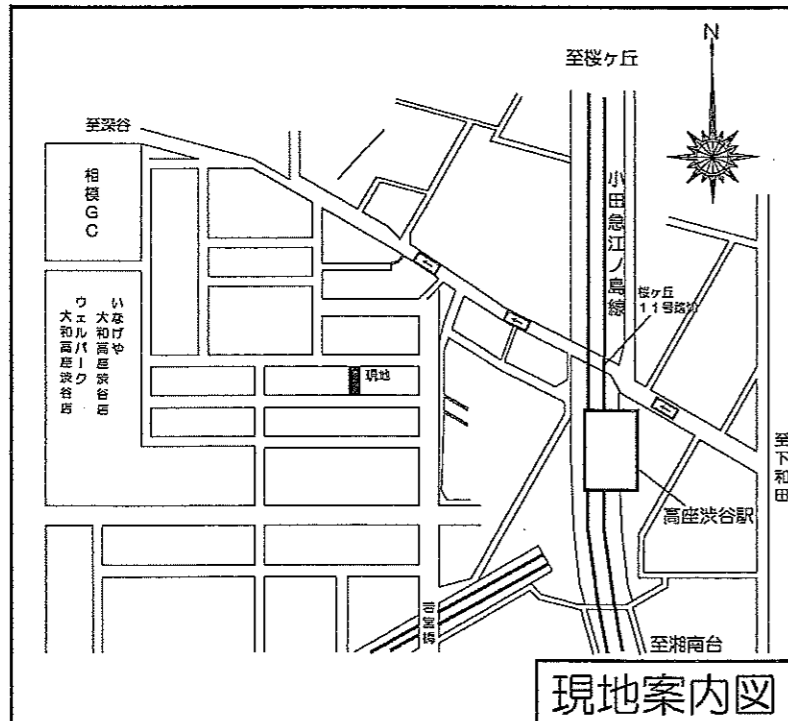 N
至桜ヶ丘
至深谷
相模GC
小田急江ノ島線
桜ヶ丘
11号踏切
いなげや
大和高座渋谷店
ウェルパーク
大和高座渋谷店
現地
至下和田
高座渋谷駅
若宮橋
至湘南台
現地案内図